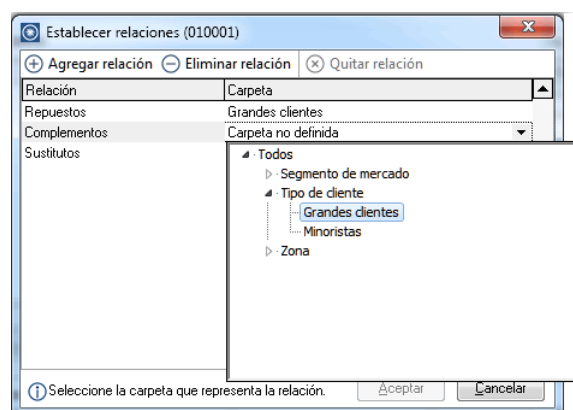 Establecer relaciones (010001)
Agregar relación Eliminar relación Quitar relación
Relación Carpeta
Repuestos Grandes clientes
Complementos Carpeta no definida
Sustitutos
Todos
Segmento de mercado
Tipo de cliente
Grandes clientes
Minoristas
Zona
Seleccione la carpeta que representa la relación. Aceptar Cancelar